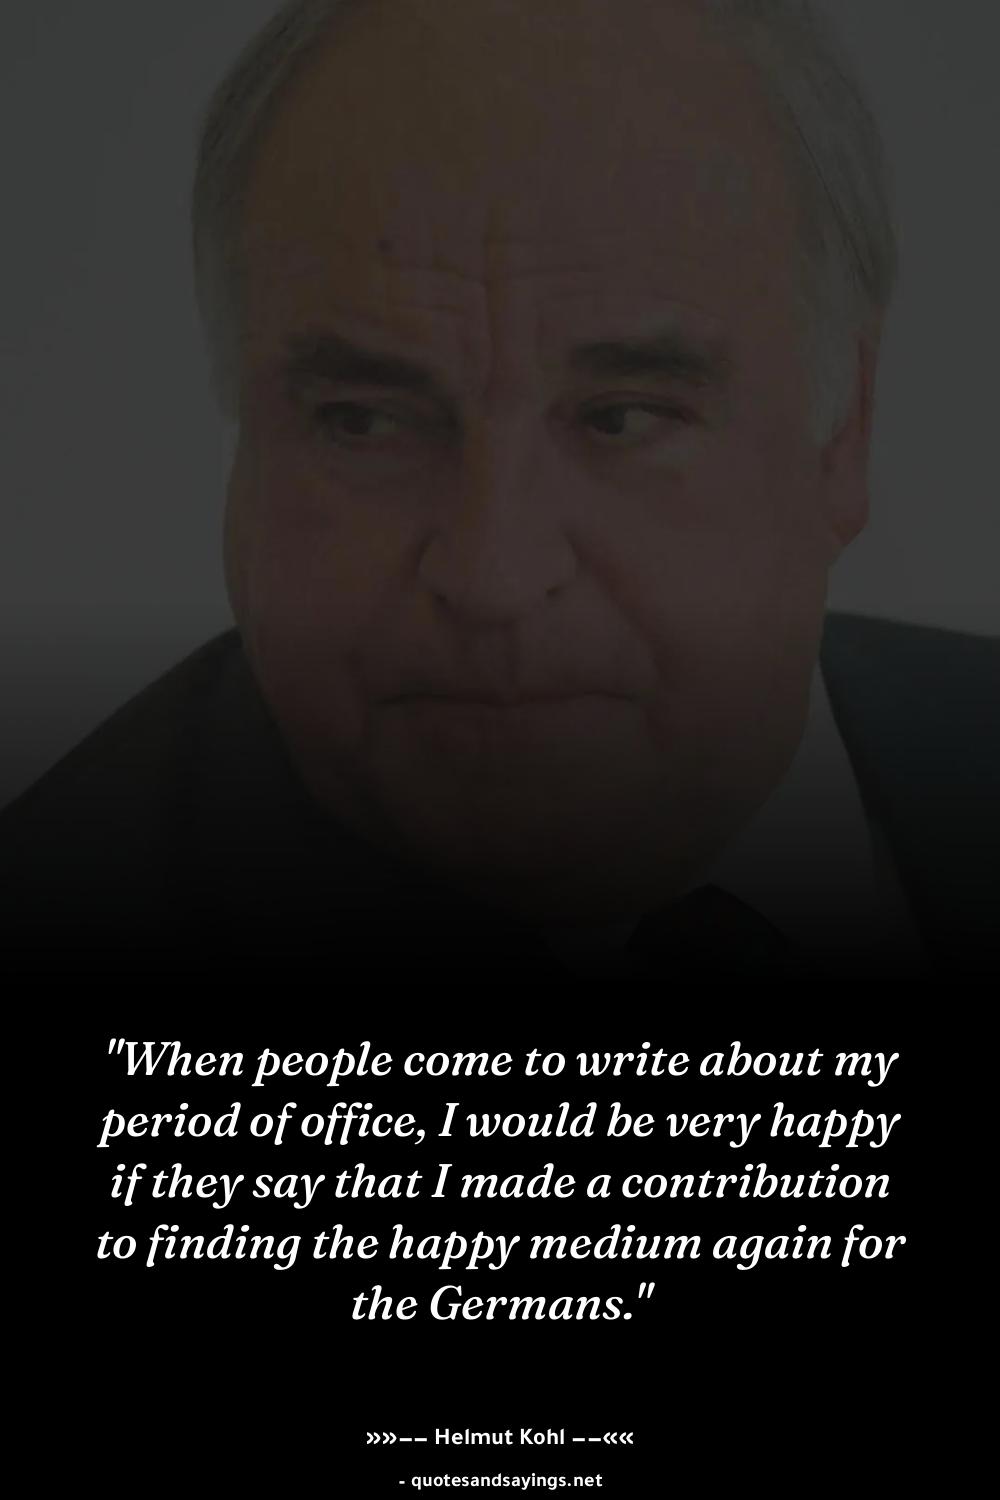 "When people come to write about my
period of office, I would be very happy
if they say that I made a contribution
to finding the happy medium again for
the Germans."
»»−− Helmut Kohl −−««
- quotesandsayings.net